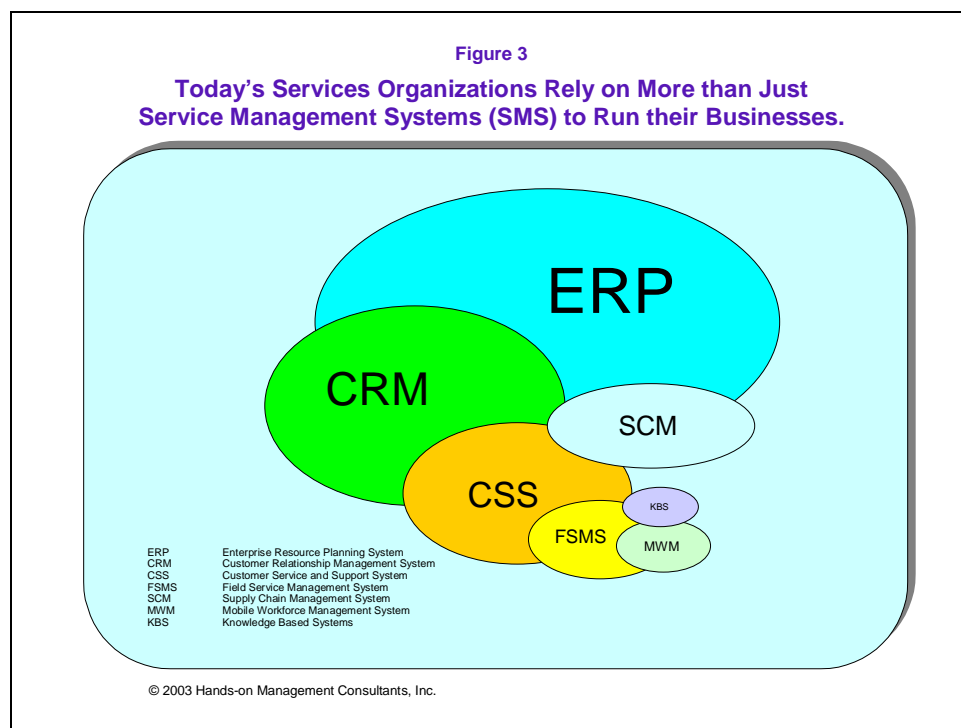 Figure 3
Today’s Services Organizations Rely on More than Just
Service Management Systems (SMS) to Run their Businesses.
ERP
CRM
SCM
CSS
KBS
FSMS
MWM
ERP Enterprise Resource Planning System
CRM Customer Relationship Management System
CSS Customer Service and Support System
FSMS Field Service Management System
SCM Supply Chain Management System
MWM Mobile Workforce Management System
KBS Knowledge Based Systems
© 2003 Hands-on Management Consultants, Inc.